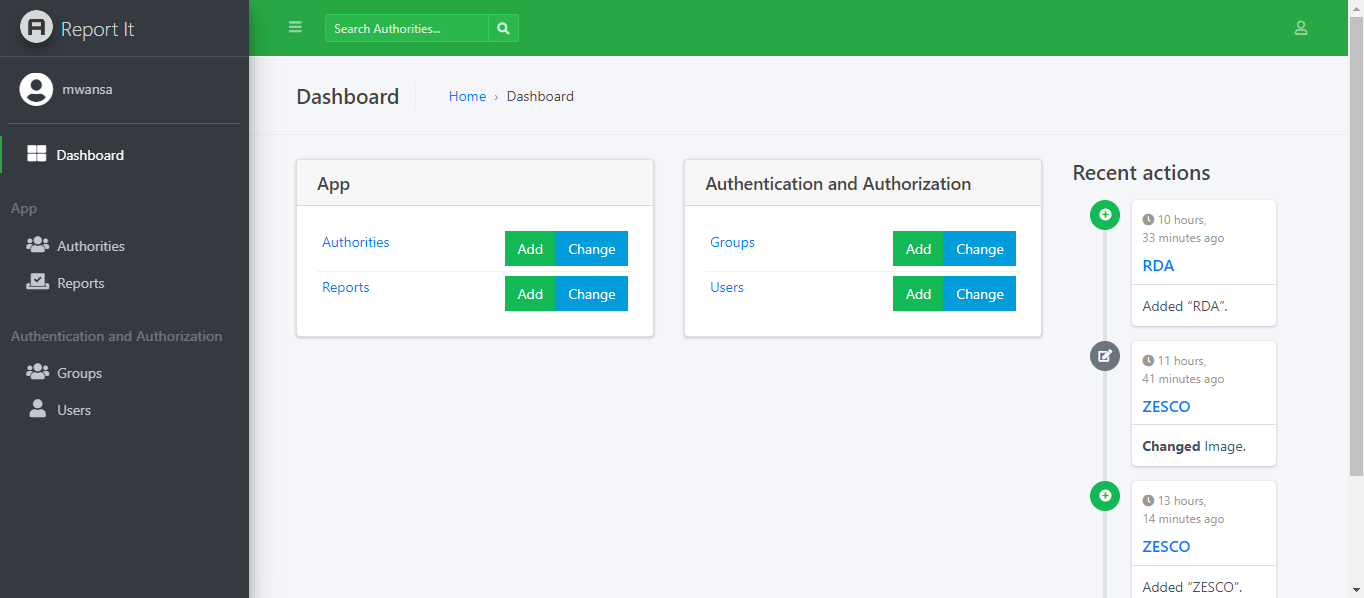 Report It
mwansa
Dashboard
App
Authorities
Reports
Authentication and Authorization
Groups
Users
Search Authorities...
Dashboard
Home › Dashboard
App
Authorities Add Change
Reports Add Change
Authentication and Authorization
Groups Add Change
Users Add Change
Recent actions
10 hours,
33 minutes ago
RDA
Added “RDA”.
11 hours,
41 minutes ago
ZESCO
Changed Image.
13 hours,
14 minutes ago
ZESCO
Added “ZESCO”.